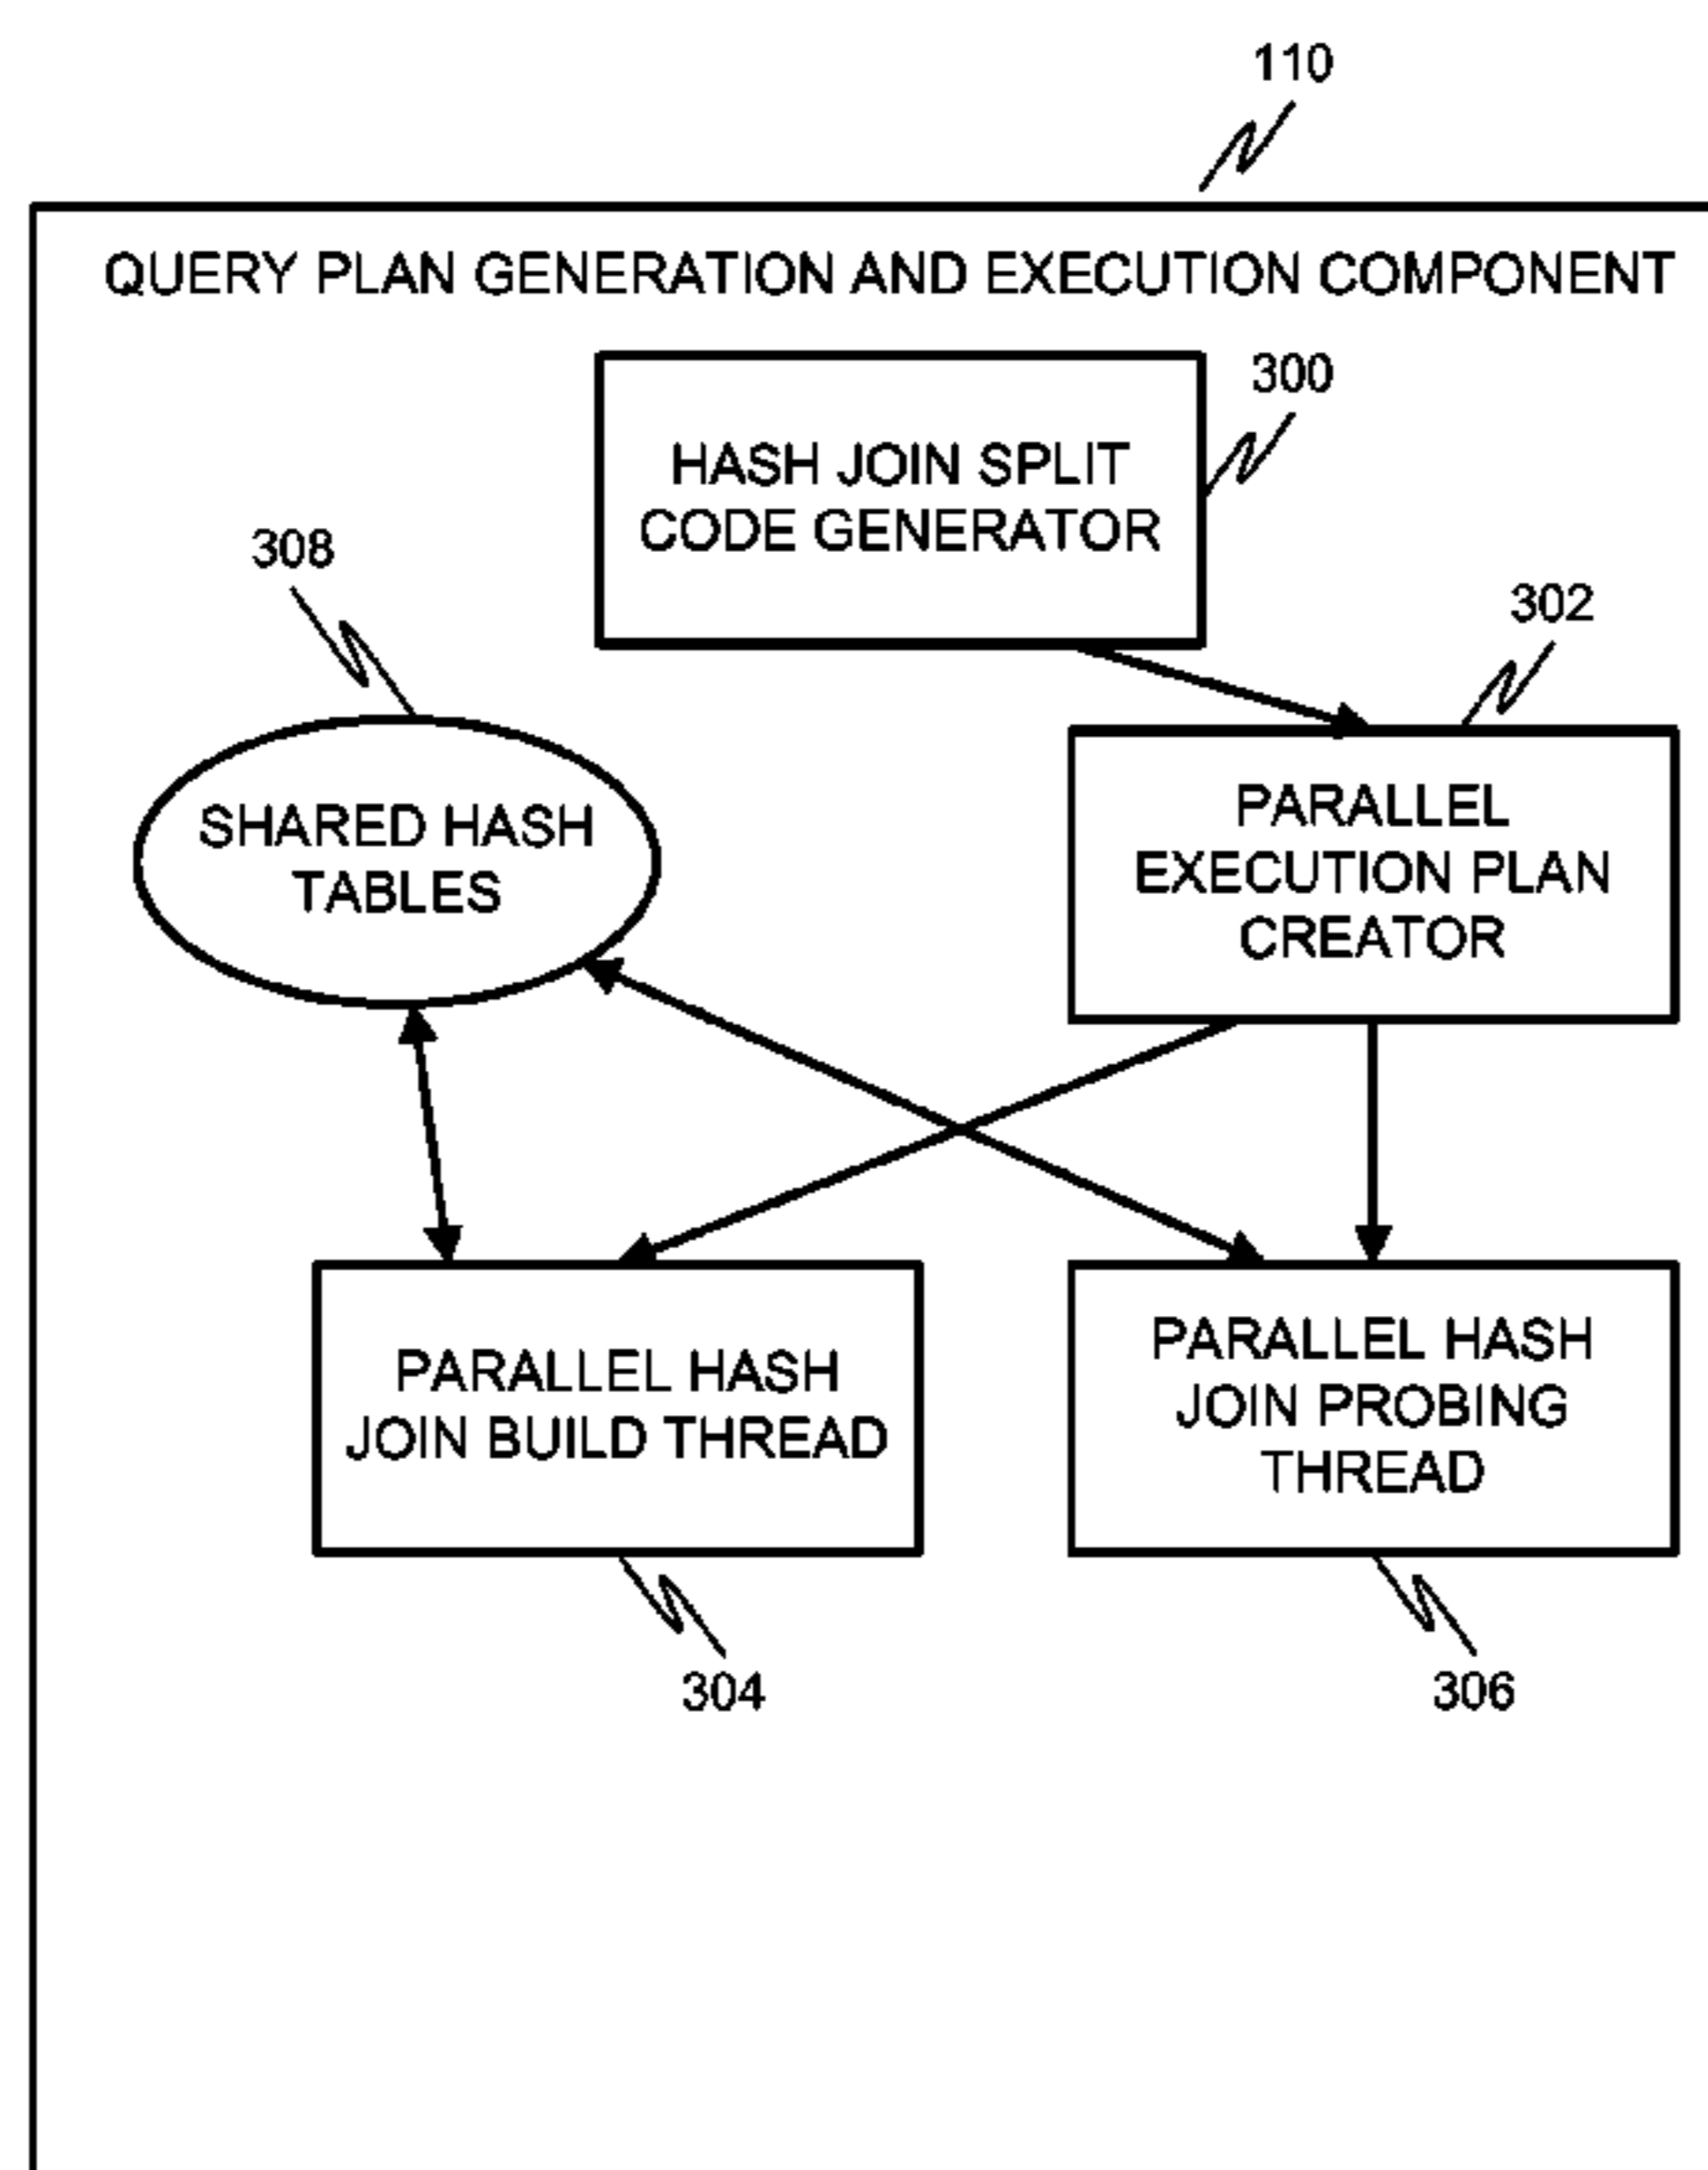 110
QUERY PLAN GENERATION AND EXECUTION COMPONENT
300
HASH JOIN SPLIT
CODE GENERATOR
308
302
SHARED HASH
TABLES
PARALLEL
EXECUTION PLAN
CREATOR
PARALLEL HASH
JOIN BUILD THREAD
PARALLEL HASH
JOIN PROBING
THREAD
304
306